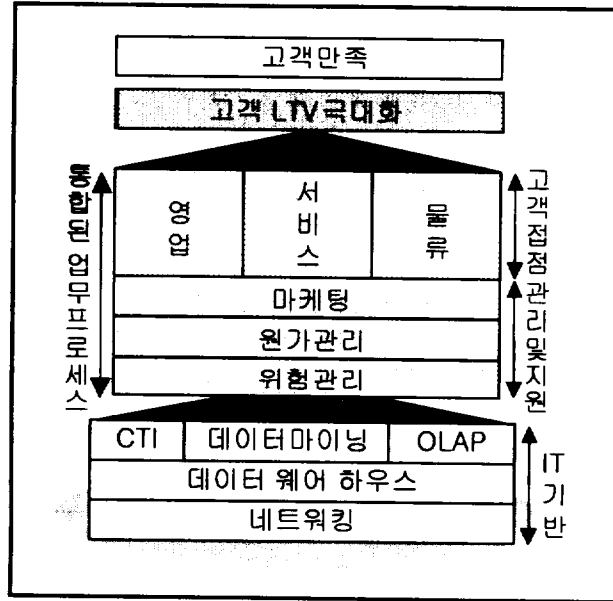 고객만족
고객 LTV극대화
통합된 업무프로세스
영업
서비스
물류
고객접점
마케팅
원가관리
위험관리
관리및지원
CTI
데이터마이닝
OLAP
데이터 웨어 하우스
네트워킹
IT기반